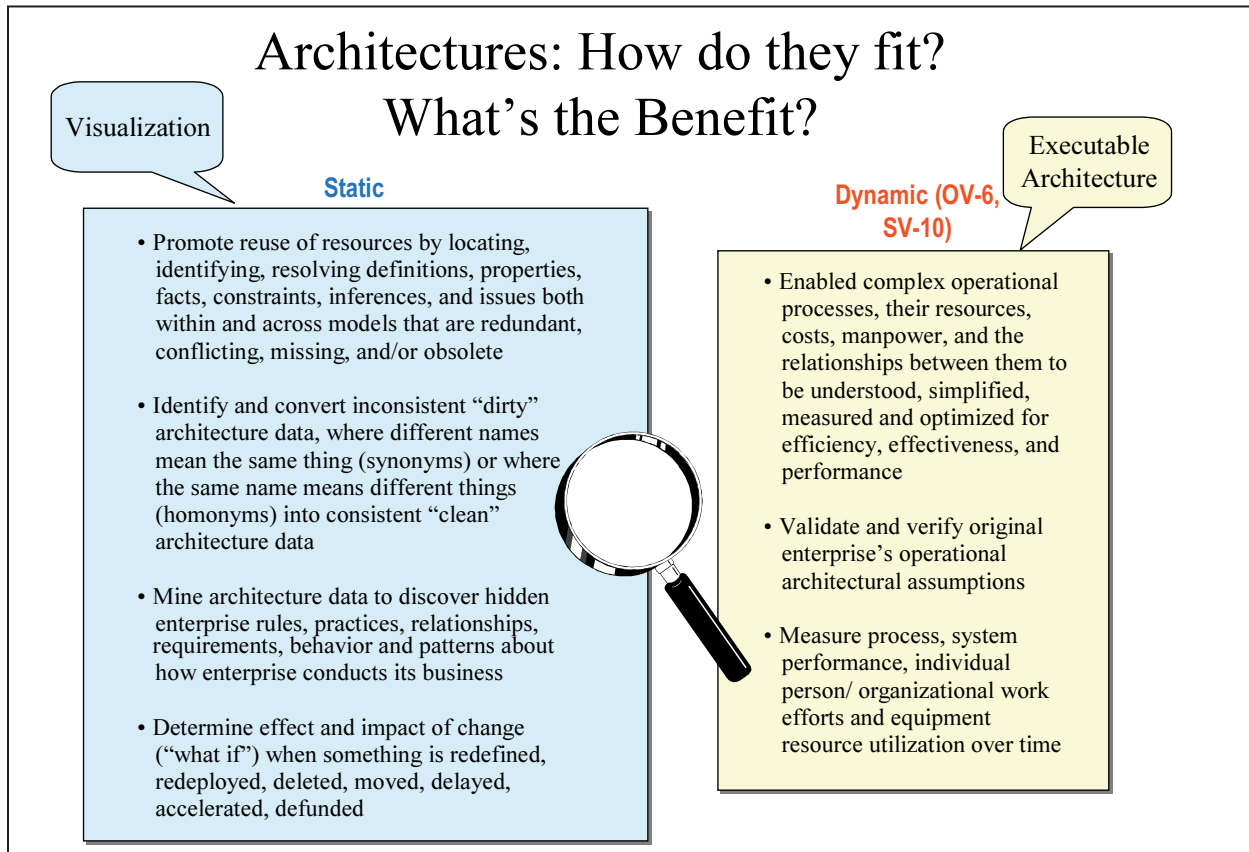 Architectures: How do they fit?
What’s the Benefit?
Visualization
Static
• Promote reuse of resources by locating,
identifying, resolving definitions, properties,
facts, constraints, inferences, and issues both
within and across models that are redundant,
conflicting, missing, and/or obsolete
• Identify and convert inconsistent “dirty”
architecture data, where different names
mean the same thing (synonyms) or where
the same name means different things
(homonyms) into consistent “clean”
architecture data
• Mine architecture data to discover hidden
enterprise rules, practices, relationships,
requirements, behavior and patterns about
how enterprise conducts its business
• Determine effect and impact of change
(“what if”) when something is redefined,
redeployed, deleted, moved, delayed,
accelerated, defunded
Executable
Architecture
Dynamic (OV-6,
SV-10)
• Enabled complex operational
processes, their resources,
costs, manpower, and the
relationships between them to
be understood, simplified,
measured and optimized for
efficiency, effectiveness, and
performance
• Validate and verify original
enterprise’s operational
architectural assumptions
• Measure process, system
performance, individual
person/ organizational work
efforts and equipment
resource utilization over time